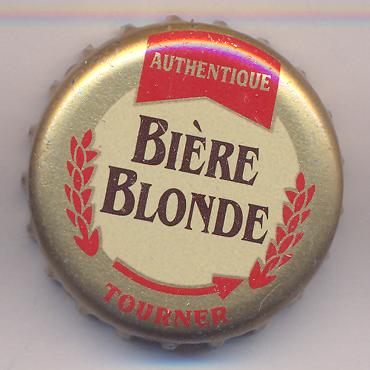 AUTHENTIQUE
BIÈRE
BLONDE
TOURNER